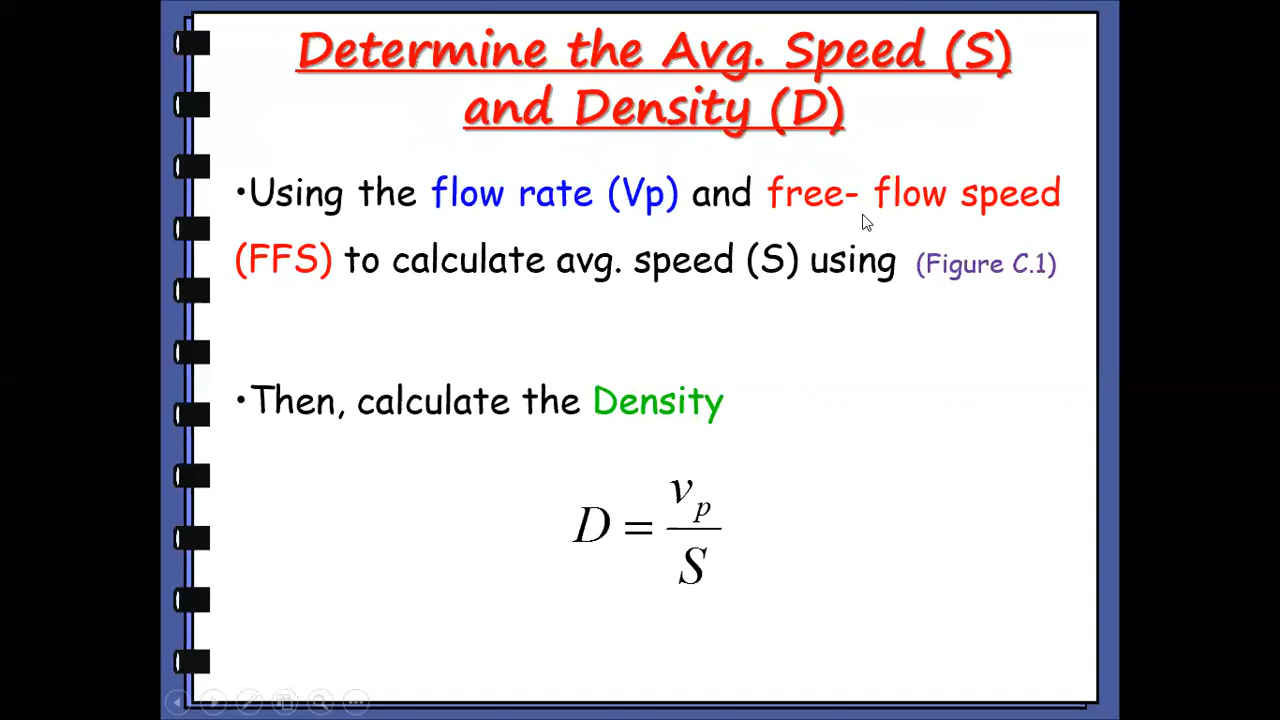 Determine the Avg. Speed (S)
and Density (D)
•Using the flow rate (Vp) and free- flow speed
(FFS) to calculate avg. speed (S) using (Figure C.1)
•Then, calculate the Density
D = v_p / S